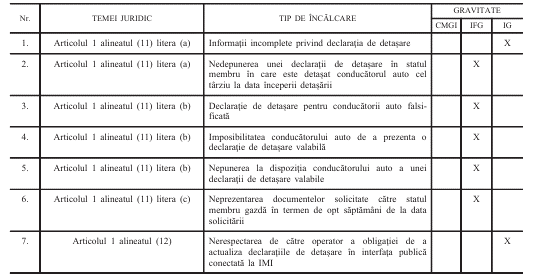 GRAVITATE
Nr. TEMEI JURIDIC TIP DE ÎNCĂLCARE
CMGI IFG IG
1. Articolul 1 alineatul (11) litera (a) Informații incomplete privind declarația de detașare X
2. Articolul 1 alineatul (11) litera (a) Nedepunerea unei declarații de detașare în statul X
membru în care este detașat conducătorul auto cel
târziu la data începerii detașării
3. Articolul 1 alineatul (11) litera (b) Declarație de detașare pentru conducătorii auto falsi- X
ficată
4. Articolul 1 alineatul (11) litera (b) Imposibilitatea conducătorului auto de a prezenta o X
declarație de detașare valabilă
5. Articolul 1 alineatul (11) litera (b) Nepunerea la dispoziția conducătorului auto a unei X
declarații de detașare valabile
6. Articolul 1 alineatul (11) litera (c) Neprezentarea documentelor solicitate către statul X
membru gazdă în termen de opt săptămâni de la data
solicitării
7. Articolul 1 alineatul (12) Nerespectarea de către operator a obligației de a X
actualiza declarațiile de detașare în interfața publică
conectată la IMI